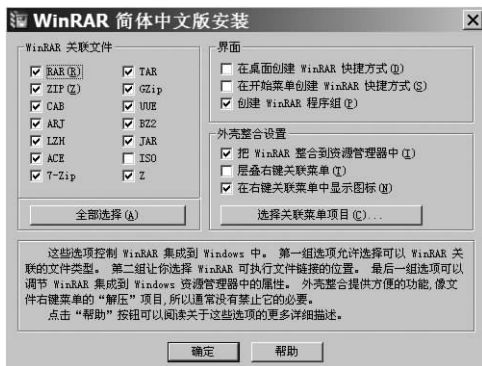 WinRAR 简体中文版安装
WinRAR 关联文件
RAR(R)
TAR
ZIP(Z)
GZip
CAB
UUE
ARJ
BZ2
LZH
JAR
ACE
ISO
7-Zip
Z
全部选择(A)
界面
在桌面创建 WinRAR 快捷方式(D)
在开始菜单创建 WinRAR 快捷方式(S)
创建 WinRAR 程序组(P)
外壳整合设置
把 WinRAR 整合到资源管理器中(I)
层叠右键关联菜单(T)
在右键关联菜单中显示图标(N)
选择关联菜单项目(C)...
这些选项控制 WinRAR 集成到 Windows 中。 第一组选项允许选择可以 WinRAR 关
联的文件类型。 第二组让你选择 WinRAR 可执行文件链接的位置。 最后一组选项可以
调节 WinRAR 集成到 Windows 资源管理器中的属性。 外壳整合提供方便的功能,像文
件右键菜单的“解压”项目,所以通常没有禁止它的必要。
点击“帮助”按钮可以阅读关于这些选项的更多详细描述。
确定
帮助